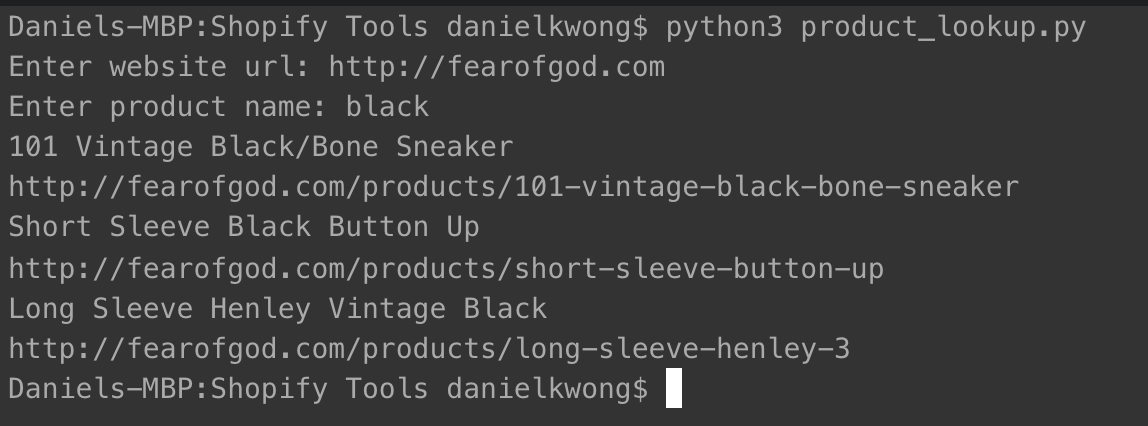 Daniels-MBP:Shopify Tools danielkwong$ python3 product_lookup.py
Enter website url: http://fearofgod.com
Enter product name: black
101 Vintage Black/Bone Sneaker
http://fearofgod.com/products/101-vintage-black-bone-sneaker
Short Sleeve Black Button Up
http://fearofgod.com/products/short-sleeve-button-up
Long Sleeve Henley Vintage Black
http://fearofgod.com/products/long-sleeve-henley-3
Daniels-MBP:Shopify Tools danielkwong$